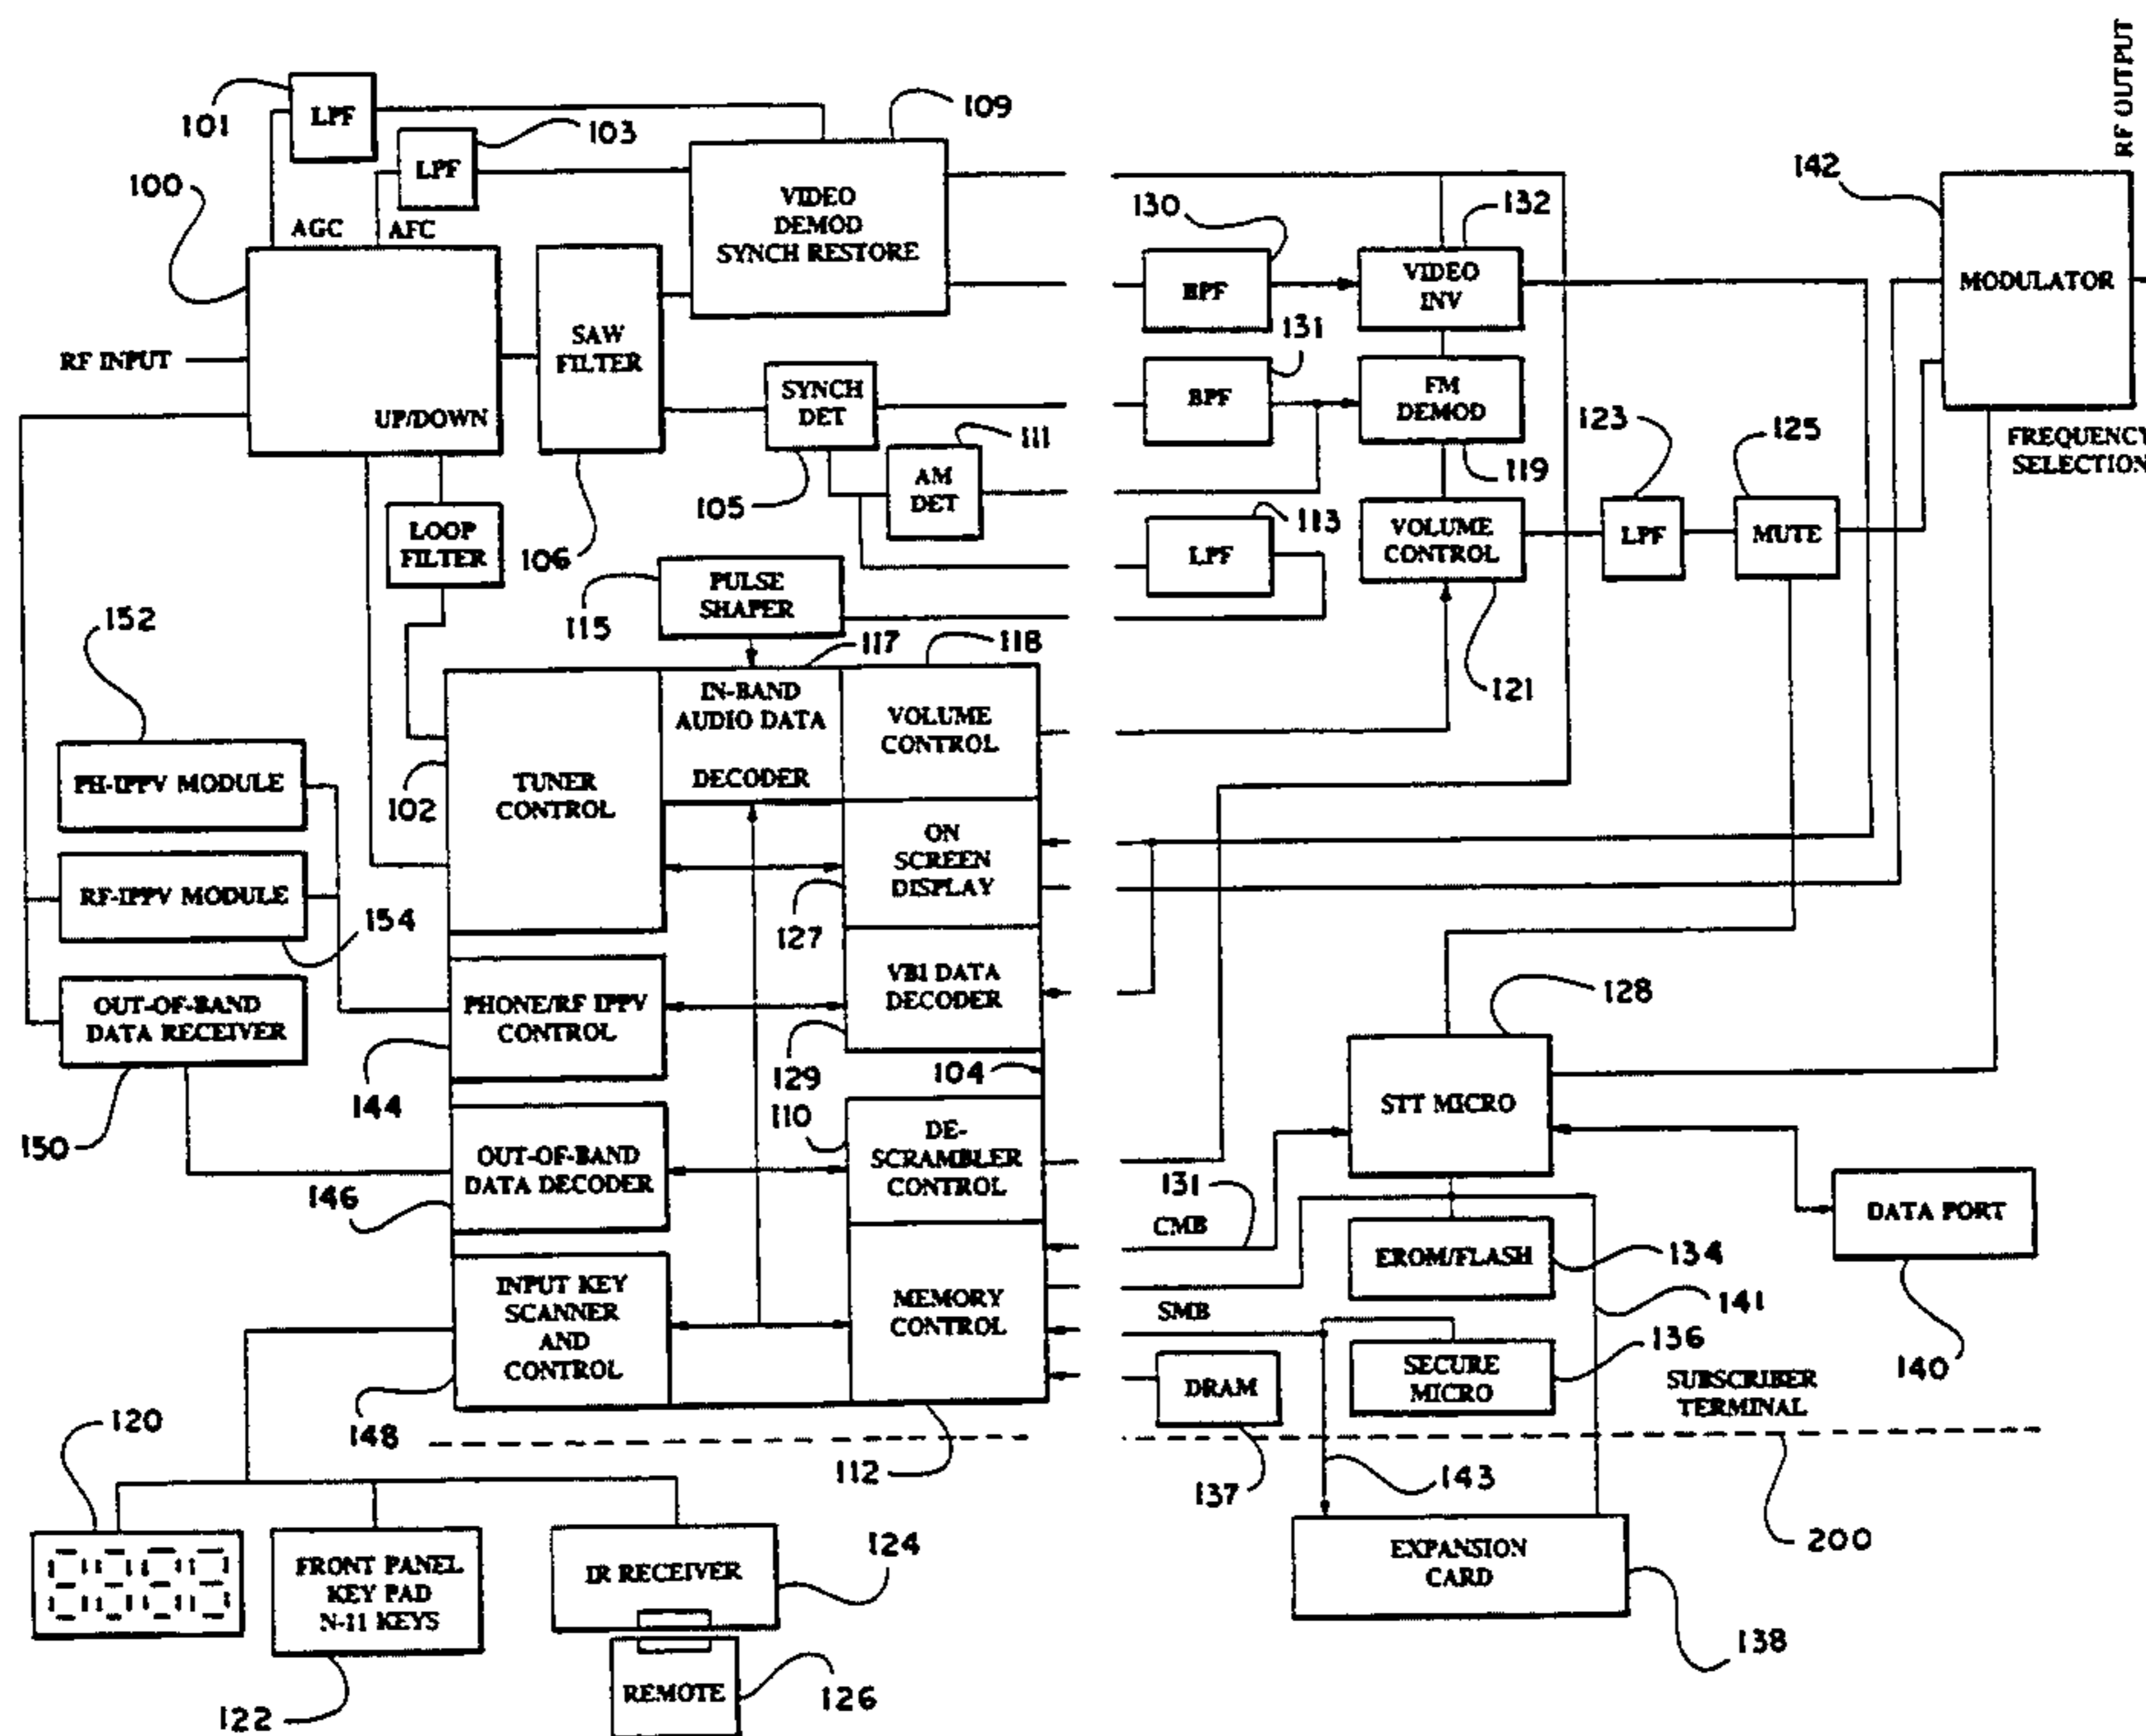 RF OUTPUT
101
LPF
103
LPF
109
100
AGC
AFC
VIDEO
DEMOD
SYNCH RESTORE
130
132
142
BPF
VIDEO
INV
MODULATOR
RF INPUT
UP/DOWN
SAW
FILTER
SYNCH
DET
105
111
AM
DET
131
BPF
FM
DEMOD
119
123
125
FREQUENCY
SELECTION
LOOP
FILTER
106
113
LPF
VOLUME
CONTROL
LPF
MUTE
PULSE
SHAPER
115
117
118
121
152
PH-IPPV MODULE
102
TUNER
CONTROL
IN-BAND
AUDIO DATA
DECODER
VOLUME
CONTROL
RF-IPPV MODULE
154
127
ON
SCREEN
DISPLAY
OUT-OF-BAND
DATA RECEIVER
150
144
PHONE/RF IPPV
CONTROL
129
VBI DATA
DECODER
104
128
STT MICRO
146
OUT-OF-BAND
DATA DECODER
110
DE-
SCRAMBLER
CONTROL
131
CMB
DATA PORT
140
EROM/FLASH
134
141
148
INPUT KEY
SCANNER
AND
CONTROL
MEMORY
CONTROL
112
SMB
DRAM
137
SECURE
MICRO
136
SUBSCRIBER
TERMINAL
200
143
EXPANSION
CARD
138
120
FRONT PANEL
KEY PAD
N-11 KEYS
122
IR RECEIVER
124
REMOTE
126